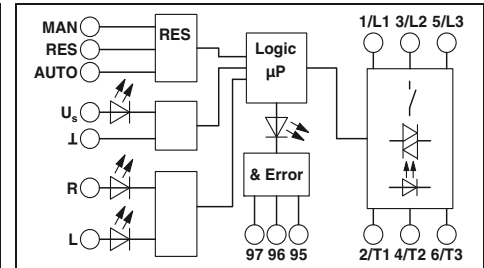 MAN
RES
AUTO
RES
Us
⊥
R
L
Logic
µP
& Error
97 96 95
1/L1 3/L2 5/L3
2/T1 4/T2 6/T3